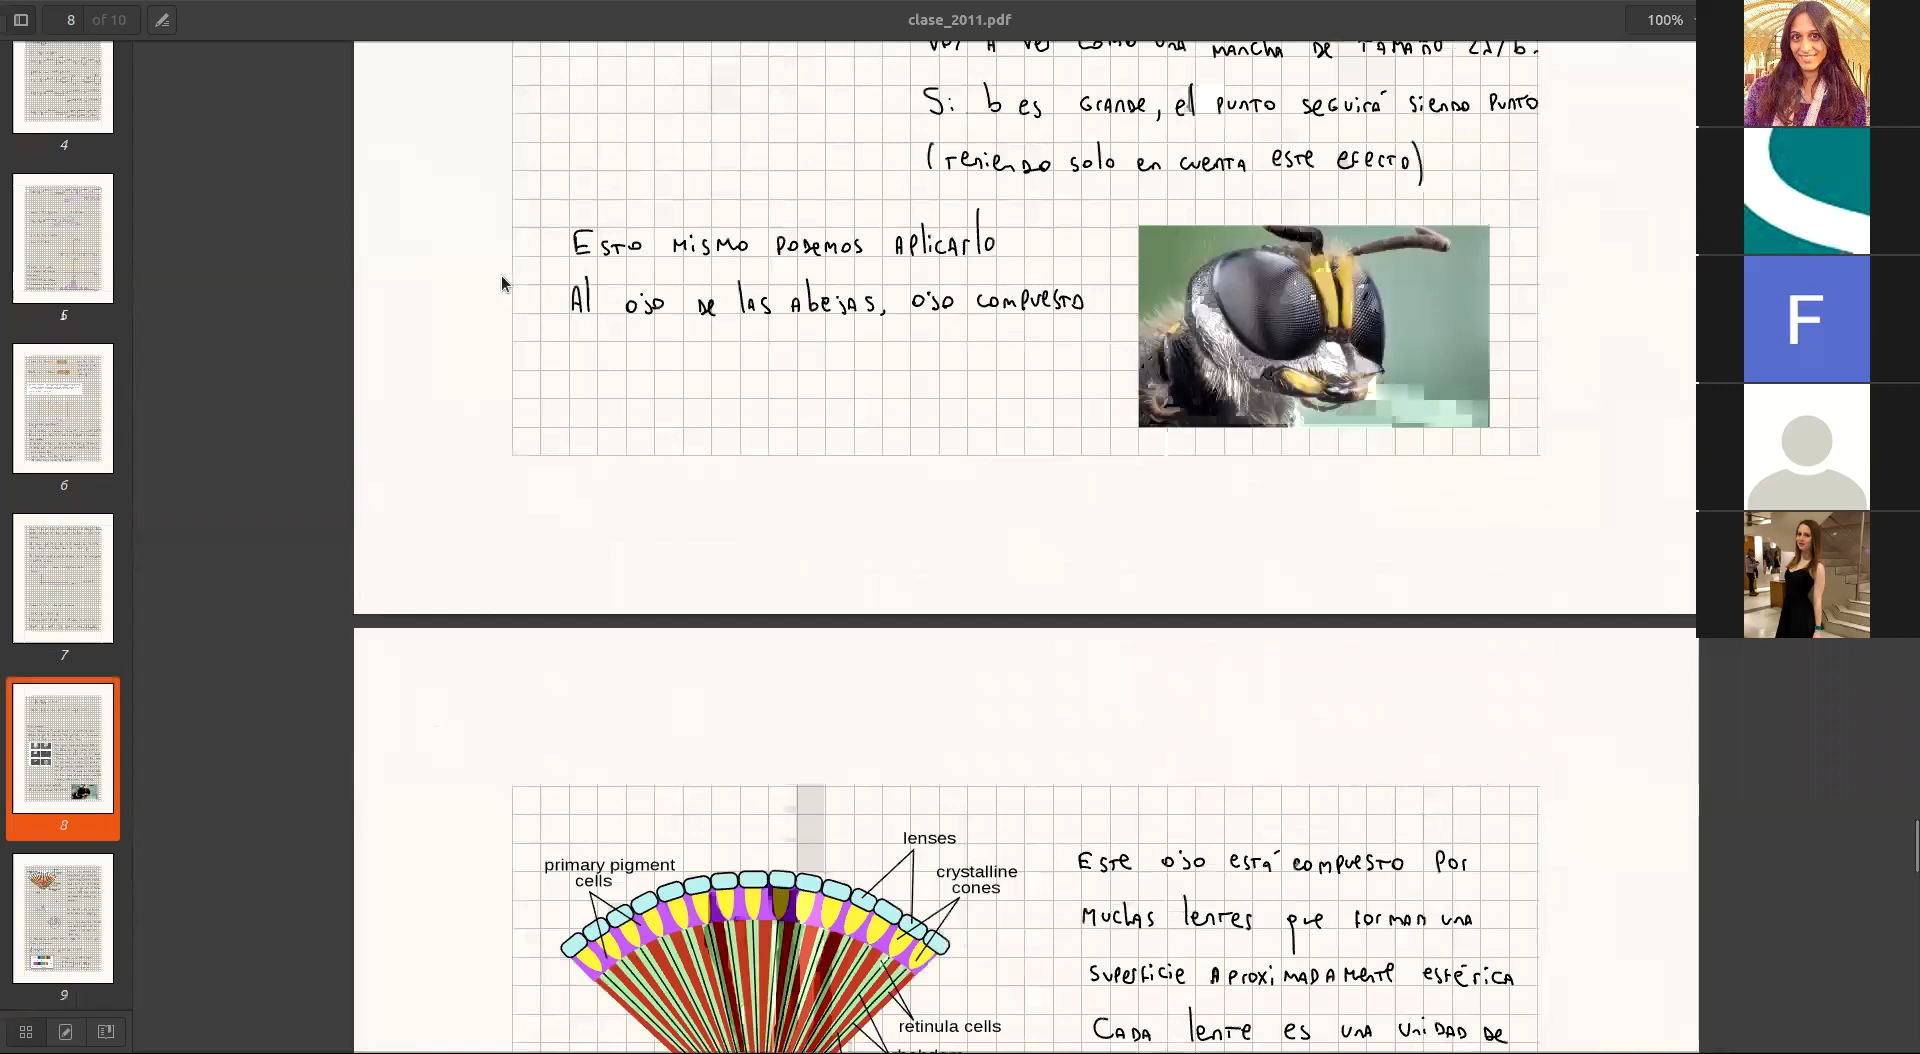 8 of 10
clase_2011.pdf
100%
MANCHA DE TAMAÑO
Si b es GRANDE, el PUNTO SEGUIRÁ SIENDO PUNTO
(TENIENDO solo en cuenta este efecto)
ESTO MISMO PODEMOS APLICARLO
Al OJO DE las Abejas, OJO COMPUESTO
F
4
5
6
7
8
9
lenses
primary pigment
cells
crystalline
cones
retinula cells
ESTE OJO ESTÁ COMPUESTO POR
MUCHAS lentes que FORMAN UNA
SUPERFICIE APROXIMADAMENTE ESFÉRICA
CADA lente ES UNA UNIDAD DE